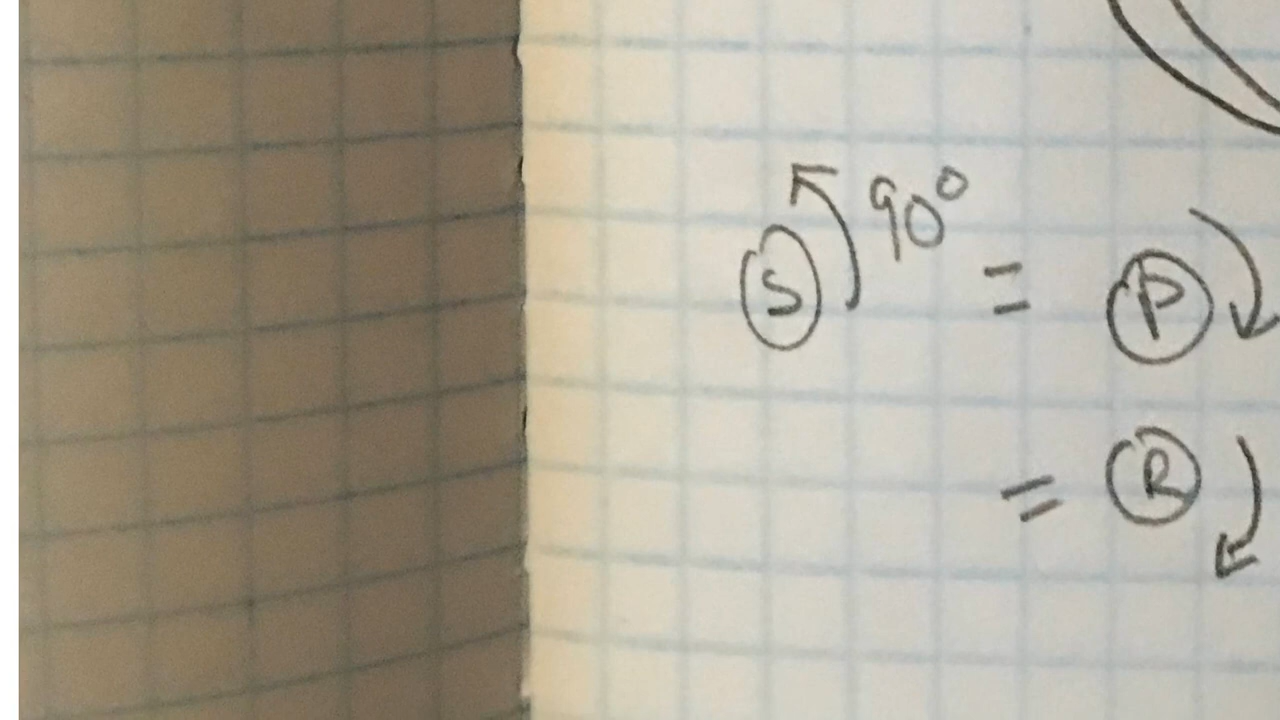 S 90° = P
= R